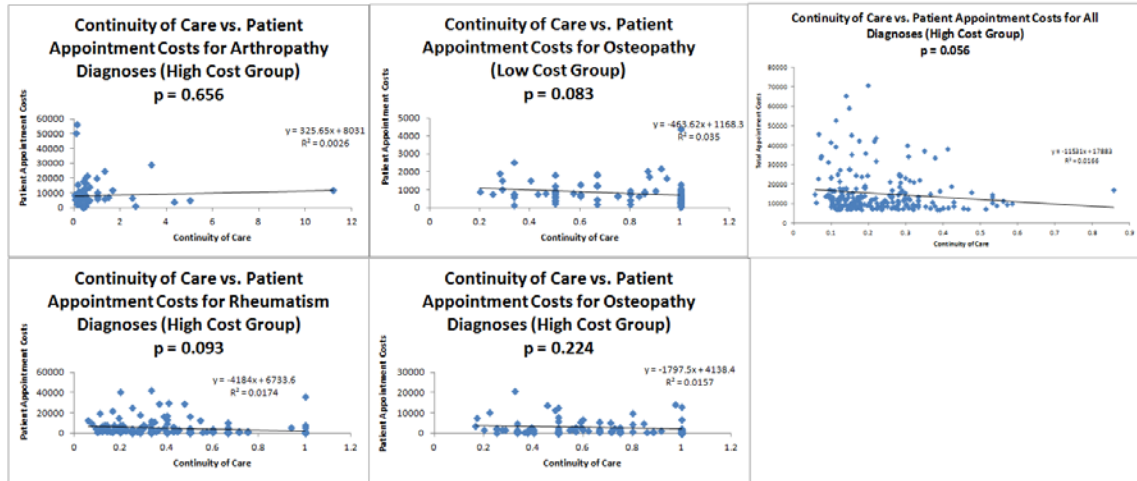 Continuity of Care vs. Patient
Appointment Costs for Arthropathy
Diagnoses (High Cost Group)
p = 0.656
Patient Appointment Costs
60000
50000
40000
30000
20000
10000
0
y = 325.65x + 8031
R² = 0.0026
0 2 4 6 8 10 12
Continuity of Care
Continuity of Care vs. Patient
Appointment Costs for Osteopathy
(Low Cost Group)
p = 0.083
Patient Appointment Costs
5000
4000
3000
2000
1000
0
y = -463.62x + 1168.3
R² = 0.035
0 0.2 0.4 0.6 0.8 1 1.2
Continuity of Care
Continuity of Care vs. Patient Appointment Costs for All
Diagnoses (High Cost Group)
p = 0.056
Total Appointment Costs
80000
70000
60000
50000
40000
30000
20000
10000
0
y = -11531x + 17883
R² = 0.0166
0 0.1 0.2 0.3 0.4 0.5 0.6 0.7 0.8 0.9
Continuity of Care
Continuity of Care vs. Patient
Appointment Costs for Rheumatism
Diagnoses (High Cost Group)
p = 0.093
Patient Appointment Costs
60000
40000
20000
0
y = -4184x + 6733.6
R² = 0.0174
0 0.2 0.4 0.6 0.8 1 1.2
Continuity of Care
Continuity of Care vs. Patient
Appointment Costs for Osteopathy
Diagnoses (High Cost Group)
p = 0.224
Patient Appointment Costs
30000
20000
10000
0
y = -1797.5x + 4138.4
R² = 0.0157
0 0.2 0.4 0.6 0.8 1 1.2
Continuity of Care